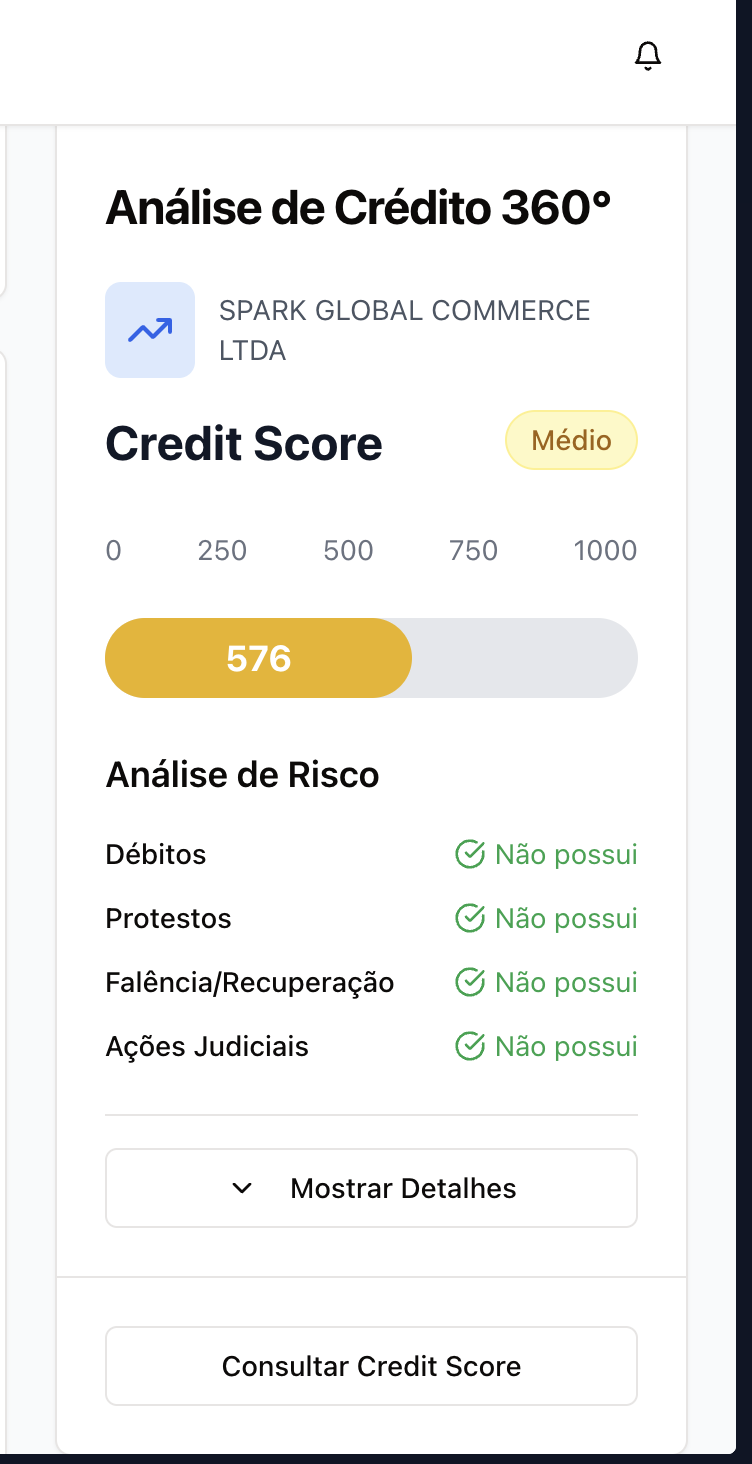 Análise de Crédito 360°
SPARK GLOBAL COMMERCE
LTDA
Credit Score
Médio
0 250 500 750 1000
576
Análise de Risco
Débitos Não possui
Protestos Não possui
Falência/Recuperação Não possui
Ações Judiciais Não possui
Mostrar Detalhes
Consultar Credit Score